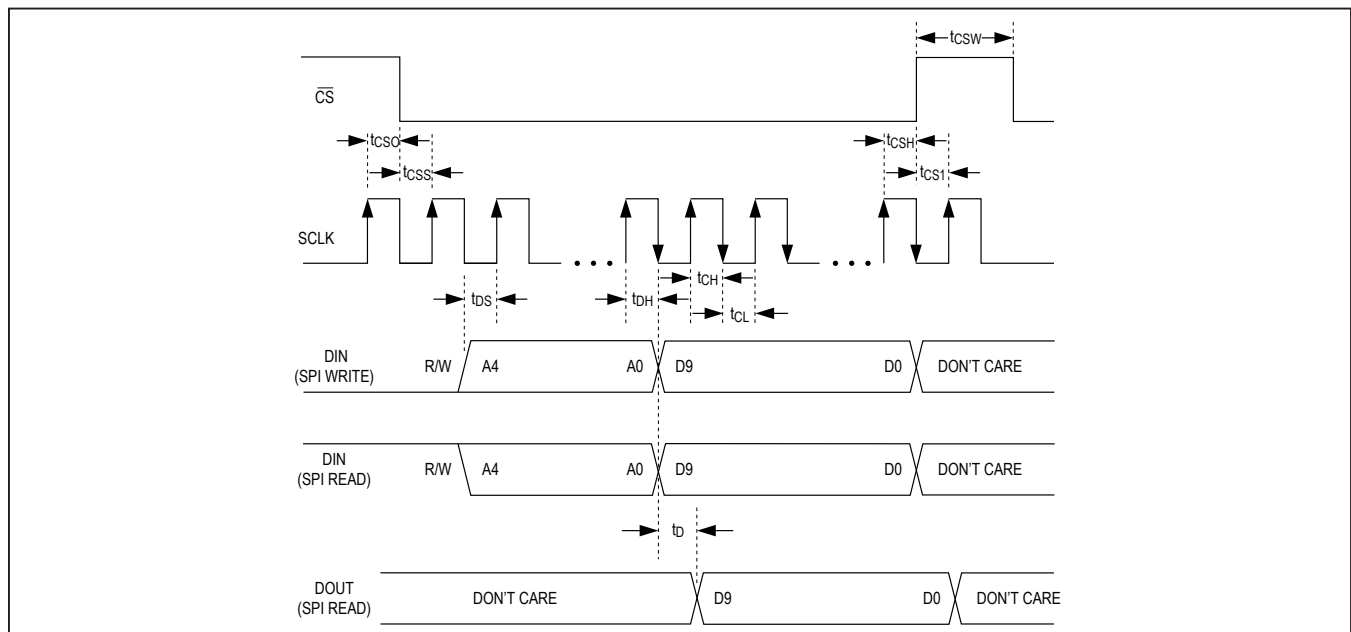 tCSW
CS
tCSO
tCSH
tCSS
tCS1
SCLK
tCH
tDS
tDH
tCL
DIN
(SPI WRITE)
R/W
A4
A0
D9
D0
DON'T CARE
DIN
(SPI READ)
R/W
A4
A0
D9
D0
DON'T CARE
tD
DOUT
(SPI READ)
DON'T CARE
D9
D0
DON'T CARE